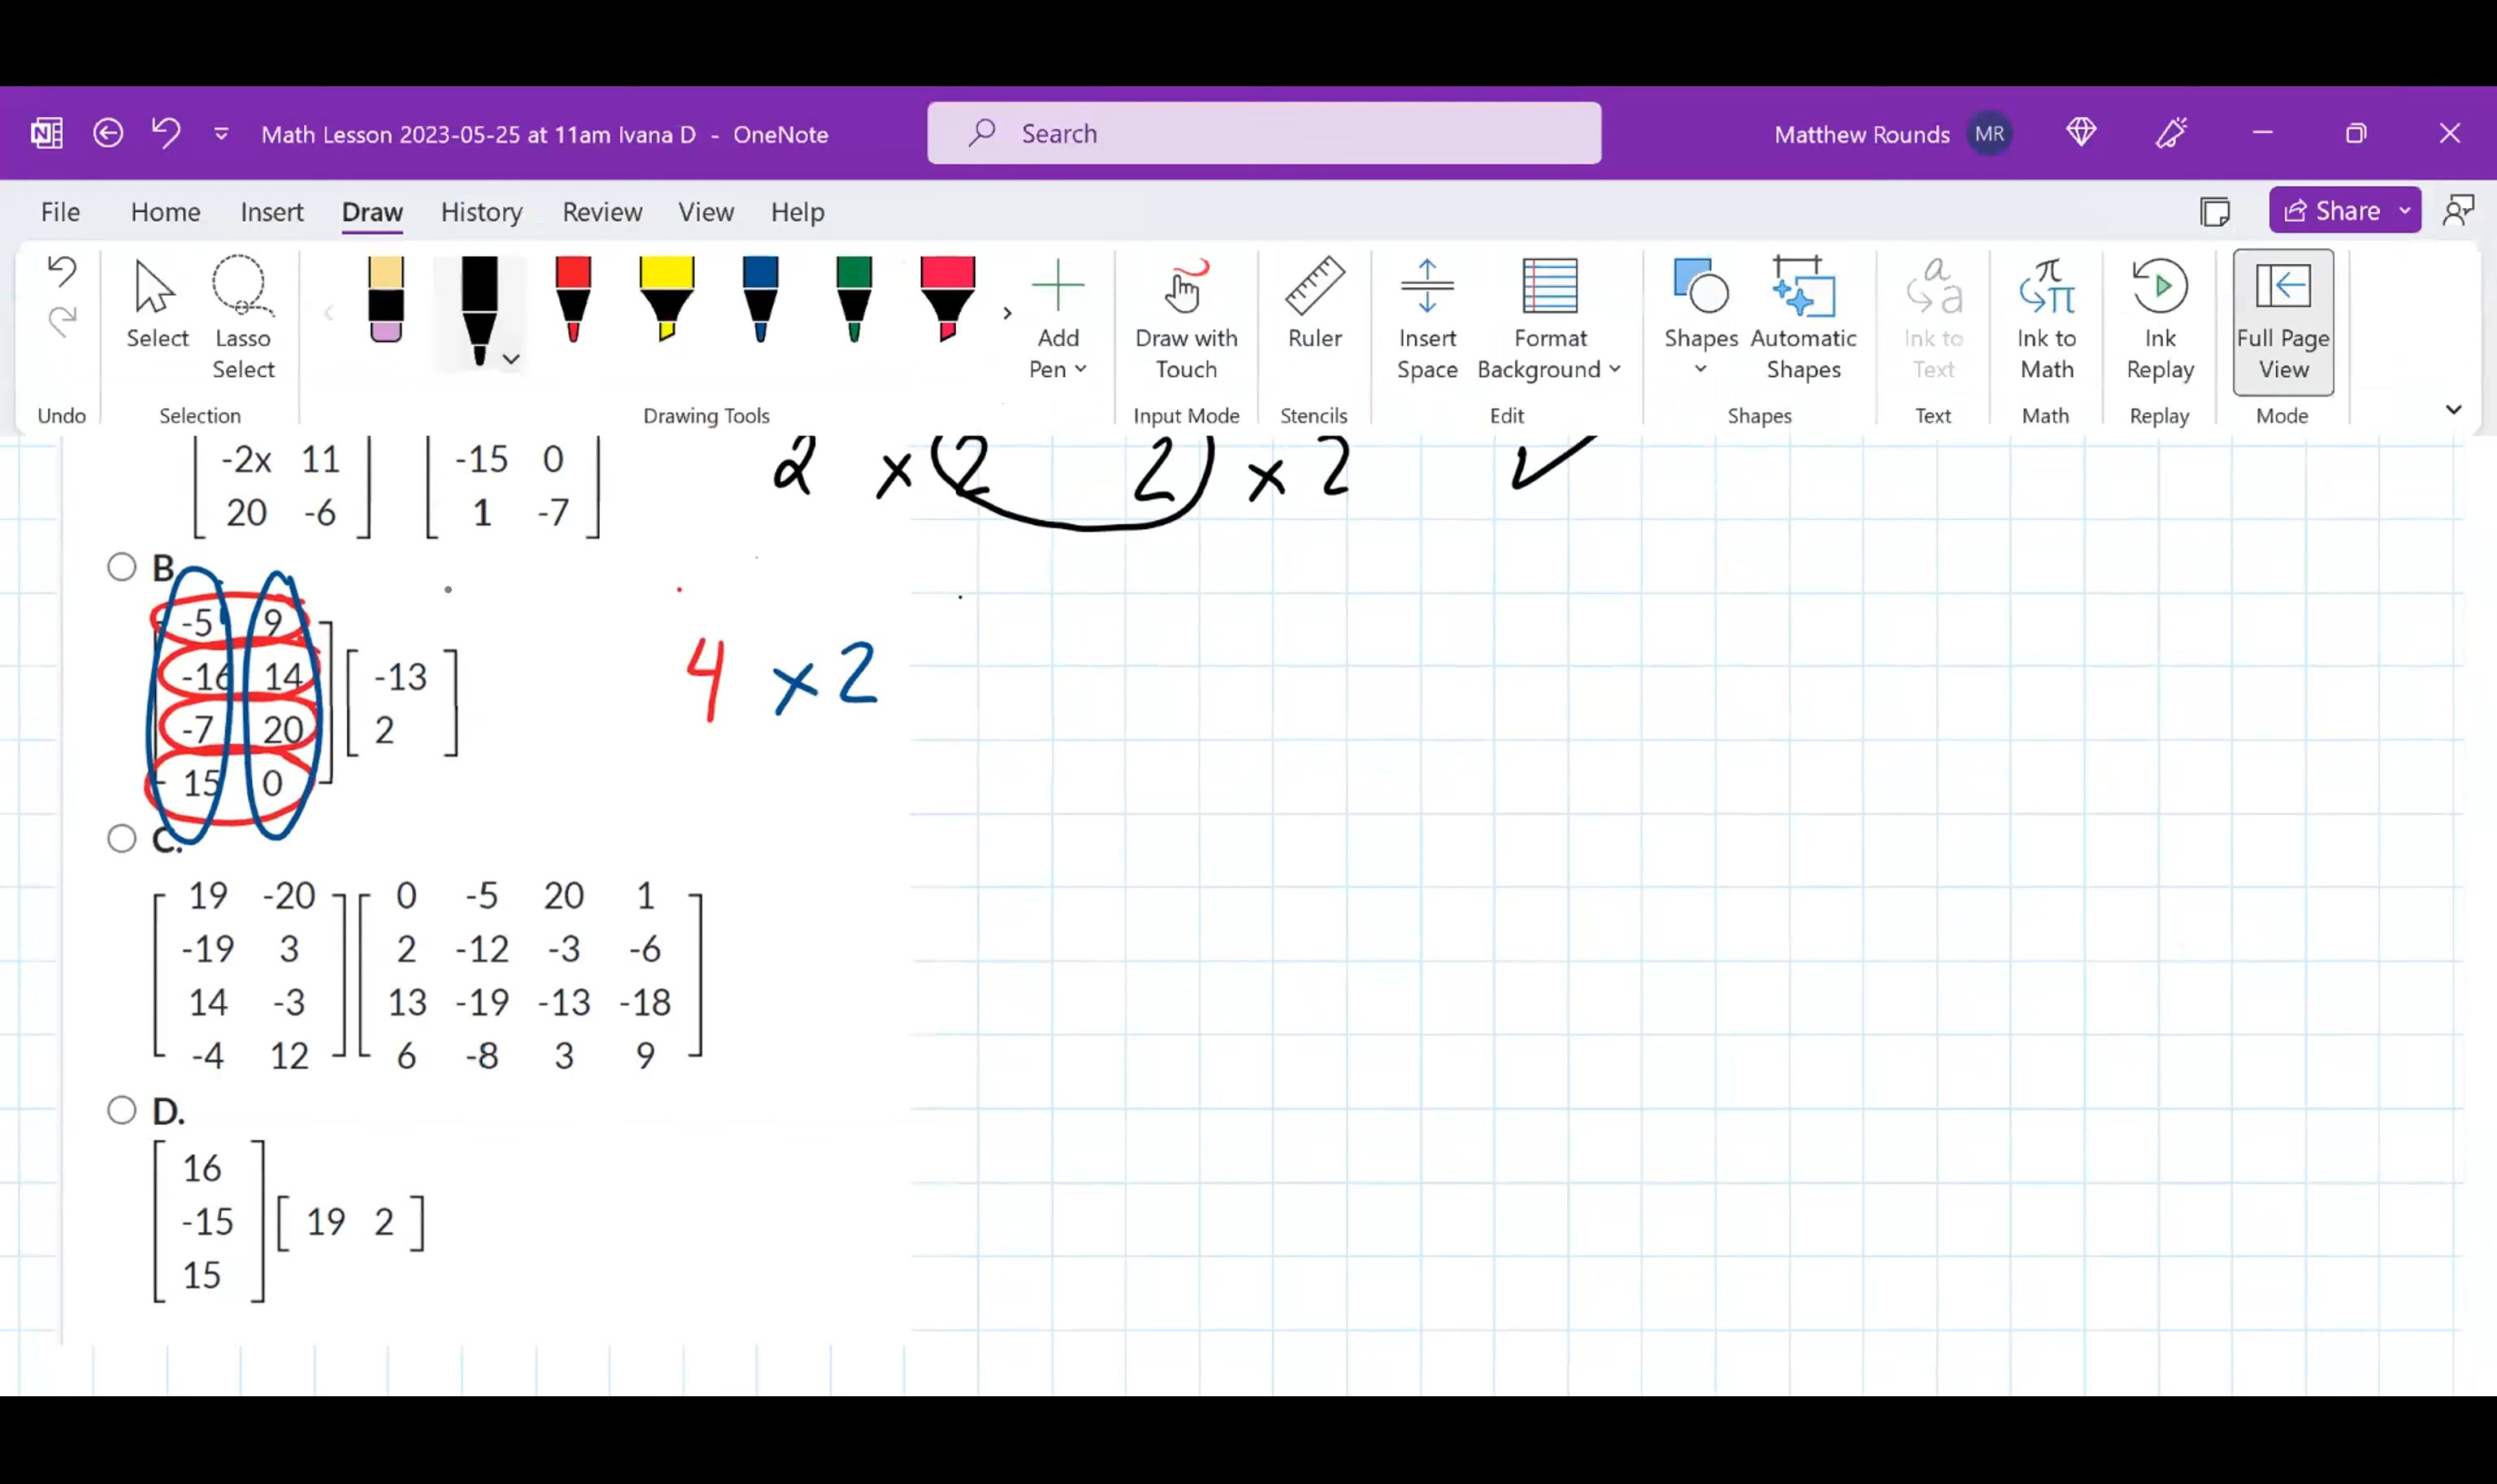 Math Lesson 2023-05-25 at 11am Ivana D - OneNote Search Matthew Rounds MR
File Home Insert Draw History Review View Help Share
Select Lasso Select Add Pen Draw with Touch Ruler Insert Space Format Background Shapes Automatic Shapes Ink to Text Ink to Math Ink Replay Full Page View
Undo Selection Drawing Tools Input Mode Stencils Edit Shapes Text Math Replay Mode
-2x 11 -15 0 2 × (2 2) × 2 ✓
20 -6 1 -7
B
-5 9
-16 14 -13 4 × 2
-7 20 2
15 0
C.
19 -20 0 -5 20 1
-19 3 2 -12 -3 -6
14 -3 13 -19 -13 -18
-4 12 6 -8 3 9
D.
16
-15 [ 19 2 ]
15